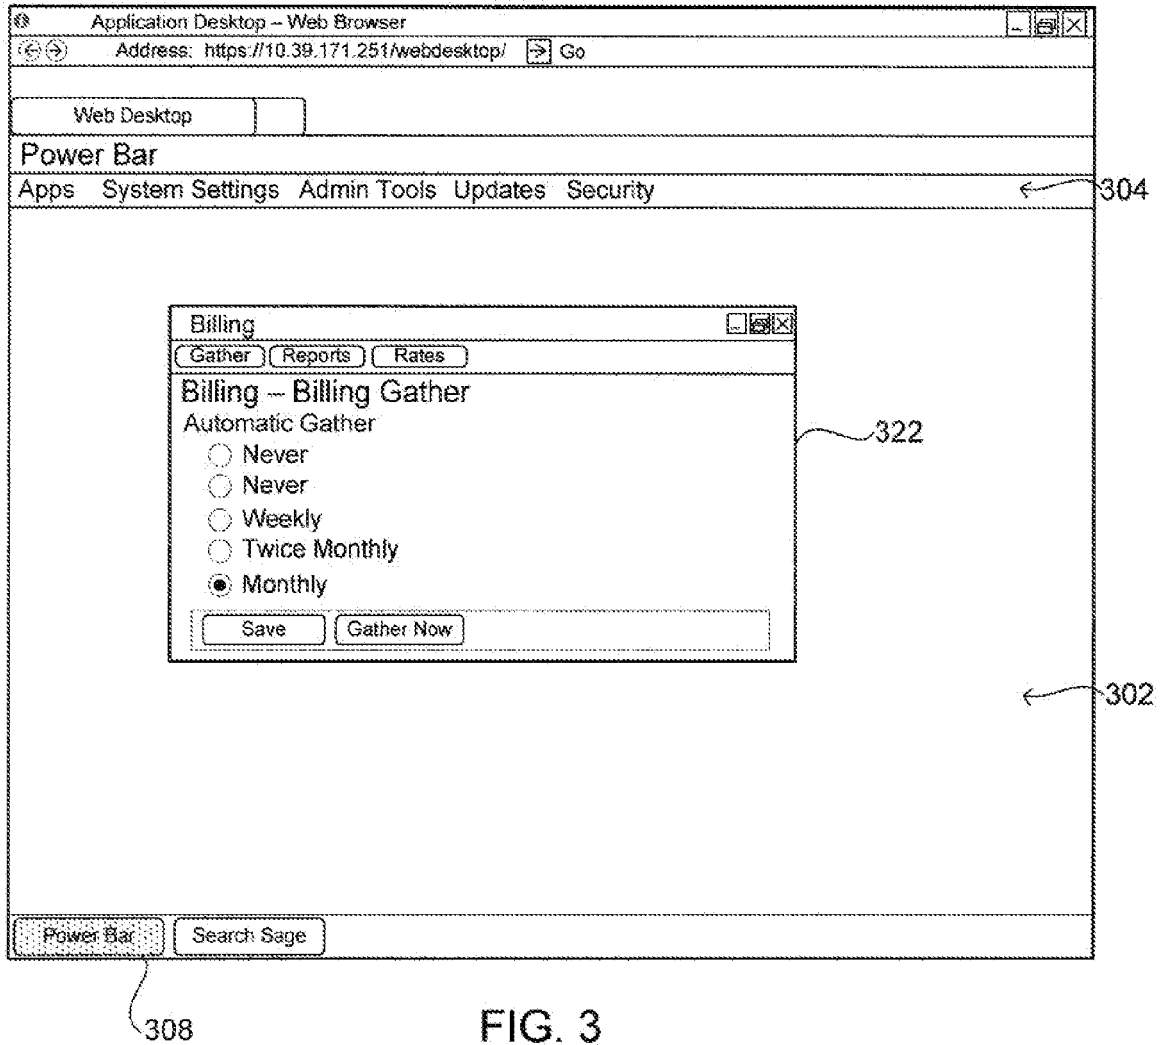 Application Desktop – Web Browser
Address: https://10.39.171.251/webdesktop/ Go
Web Desktop
Power Bar
Apps System Settings Admin Tools Updates Security
304
Billing
Gather Reports Rates
Billing – Billing Gather
Automatic Gather
322
Never
Never
Weekly
Twice Monthly
Monthly
Save Gather Now
302
Power Bar Search Sage
308
FIG. 3